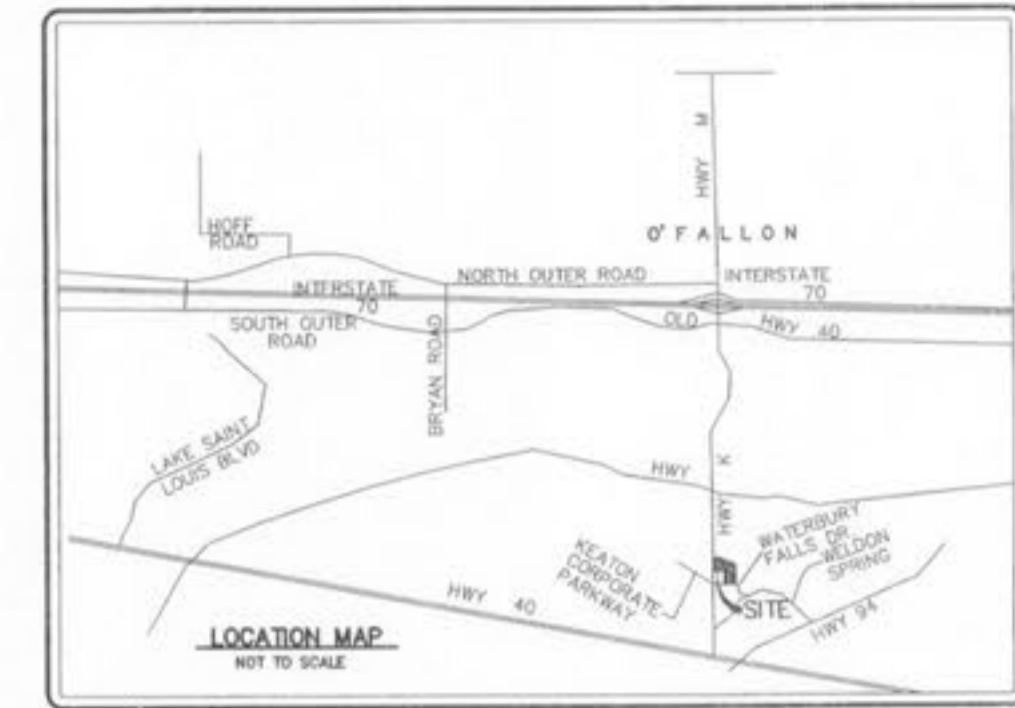 HWY M
O'FALLON
HOFF
ROAD
NORTH OUTER ROAD
INTERSTATE
70
INTERSTATE
70
SOUTH OUTER
ROAD
OLD HWY 40
BRYAN ROAD
LAKE SAINT
LOUIS BLVD
HWY
HWY K
WATERBURY
FALLS DR.
WELDON
SPRING
KEATON
CORPORATE
PARKWAY
HWY 40
SITE
HWY 94
LOCATION MAP
NOT TO SCALE